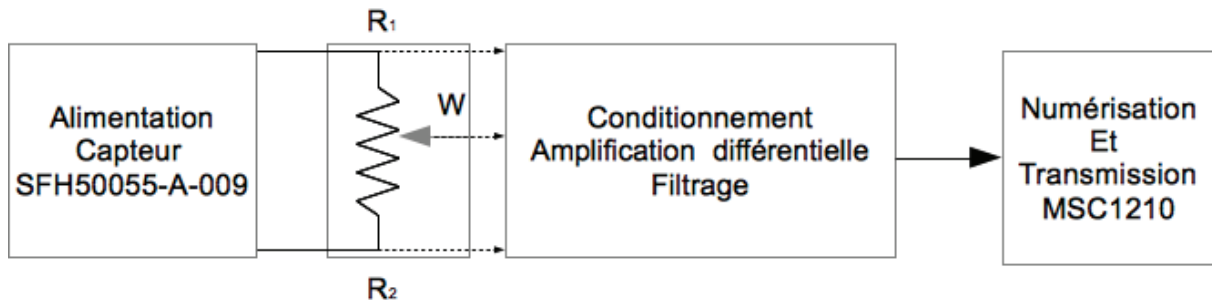 R1
Alimentation
Capteur
SFH50055-A-009
W
Conditionnement
Amplification différentielle
Filtrage
Numérisation
Et
Transmission
MSC1210
R2